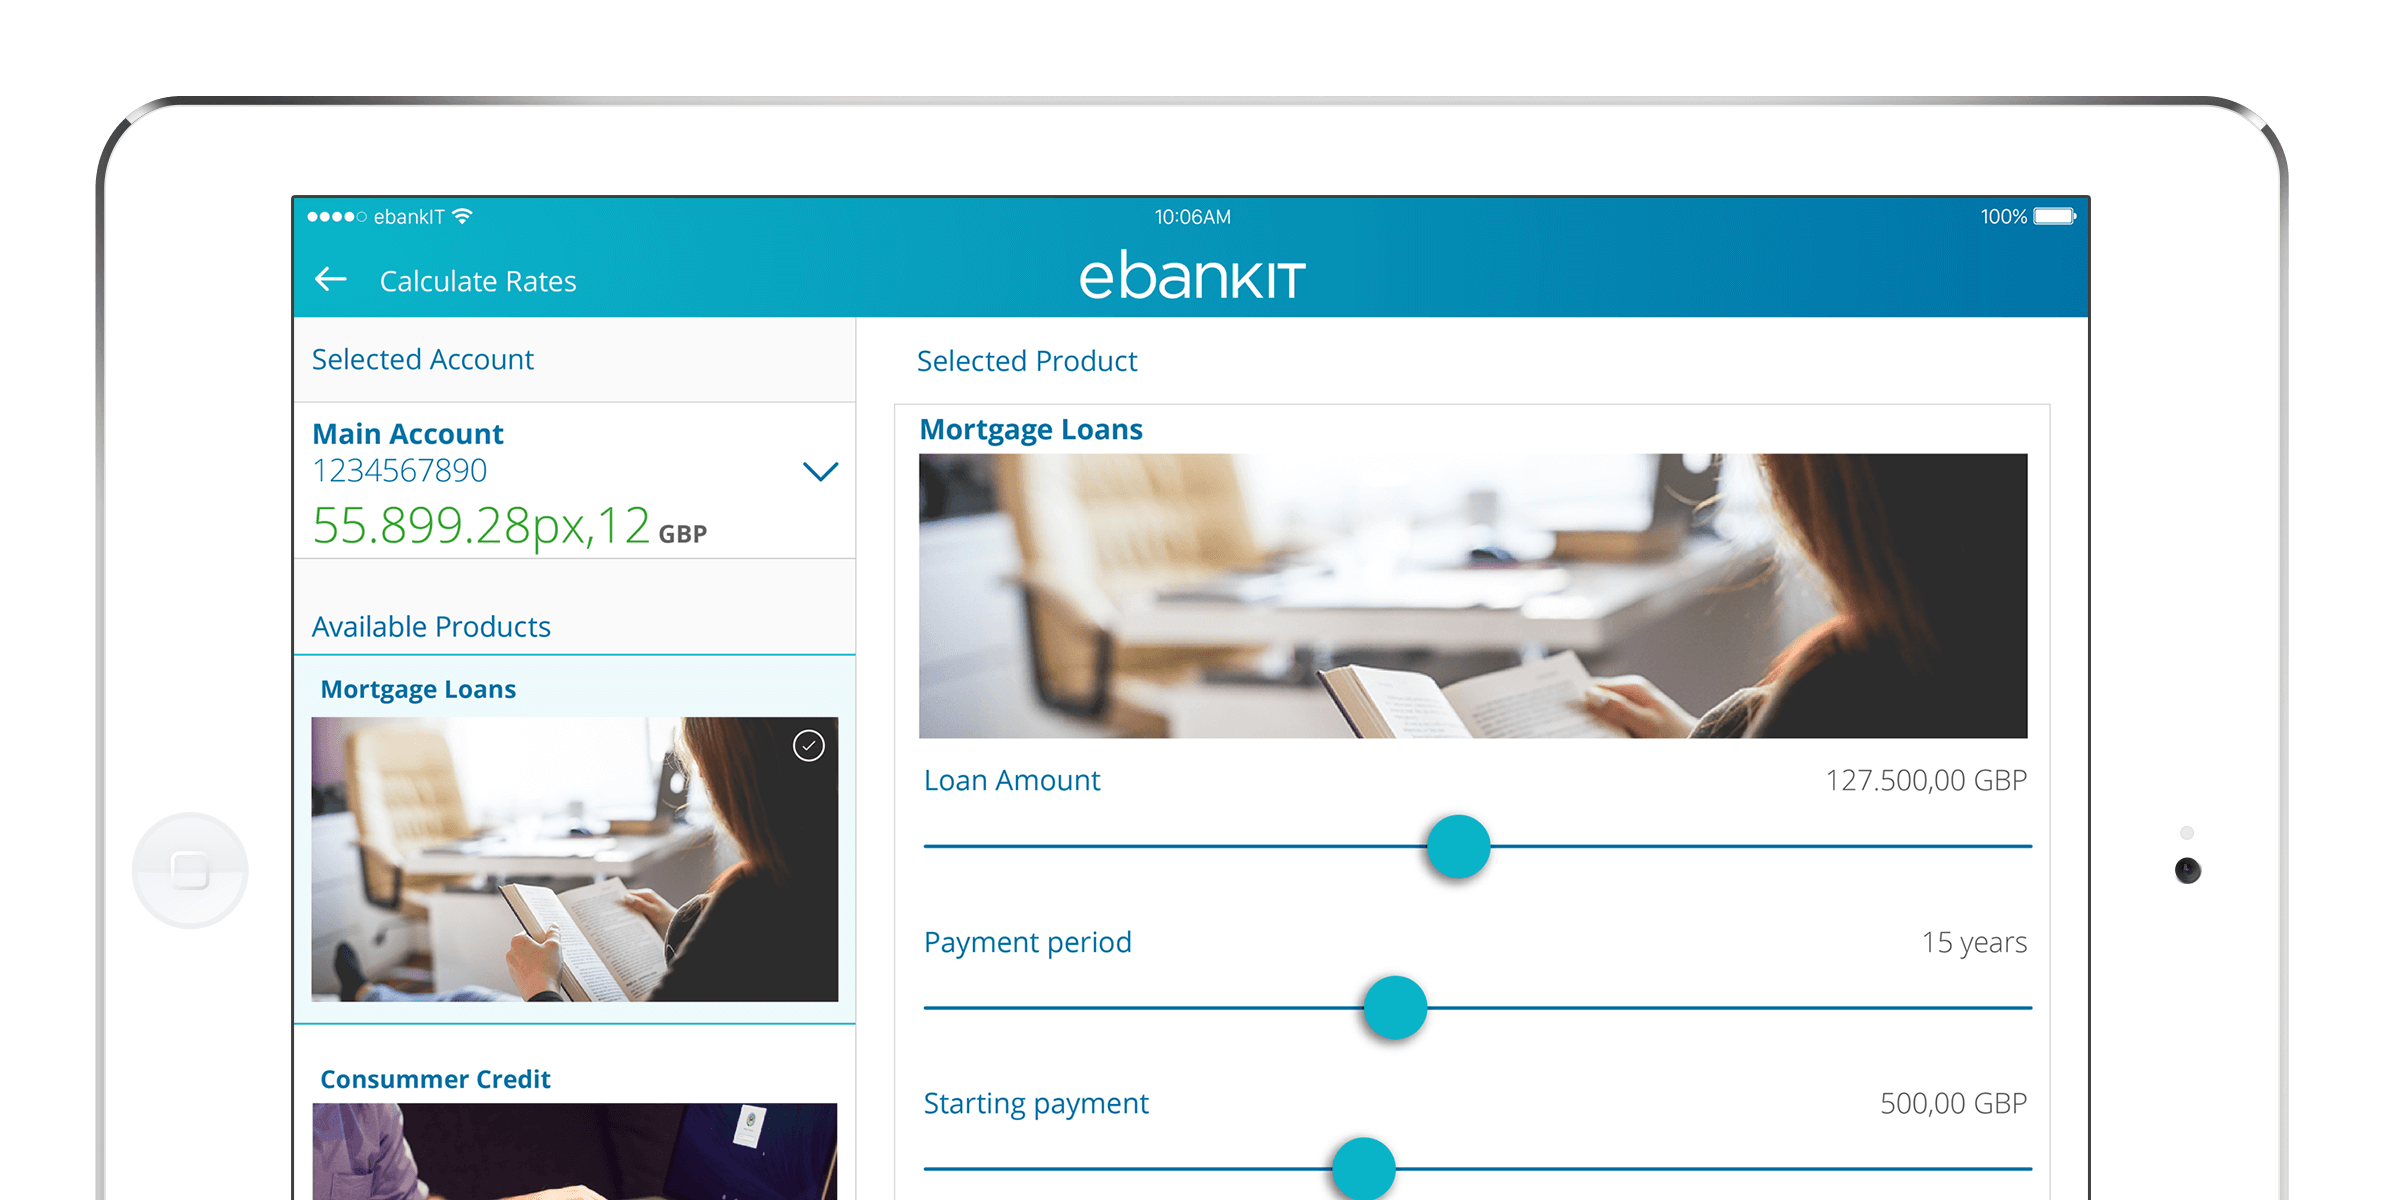 ebankIT
10:06AM
100%
Calculate Rates
ebankIT
Selected Account
Main Account
1234567890
55.899.28px,12 GBP
Available Products
Mortgage Loans
Consummer Credit
Selected Product
Mortgage Loans
Loan Amount
127.500,00 GBP
Payment period
15 years
Starting payment
500,00 GBP